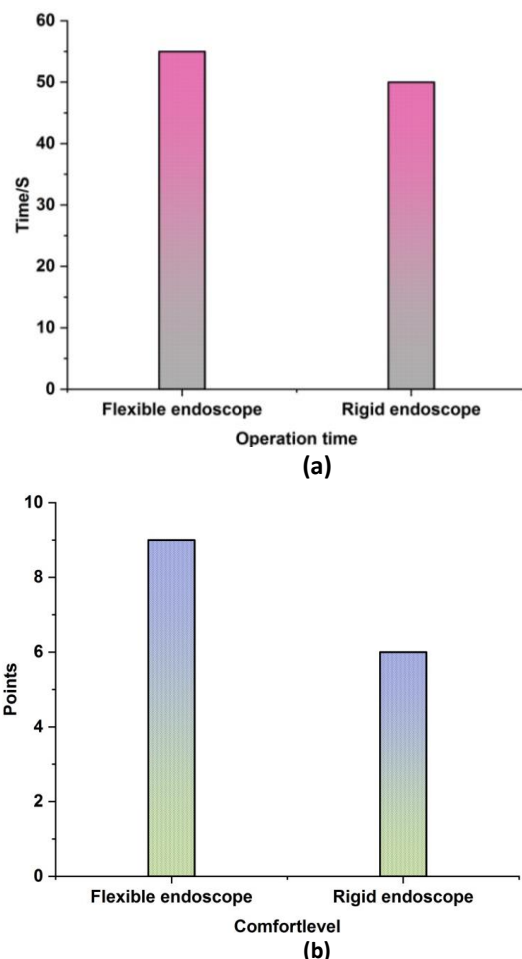 60
50
40
30
20
10
0
Time/S
Flexible endoscope Rigid endoscope
Operation time
(a)
10
8
6
4
2
0
Points
Flexible endoscope Rigid endoscope
Comfortlevel
(b)